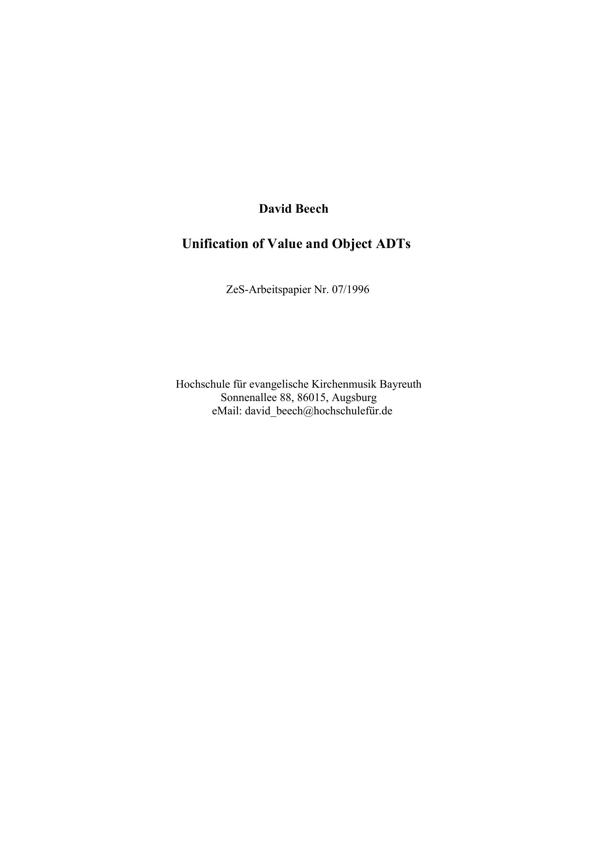 David Beech
Unification of Value and Object ADTs
ZeS-Arbeitspapier Nr. 07/1996
Hochschule für evangelische Kirchenmusik Bayreuth
Sonnenallee 88, 86015, Augsburg
eMail: david_beech@hochschulefür.de